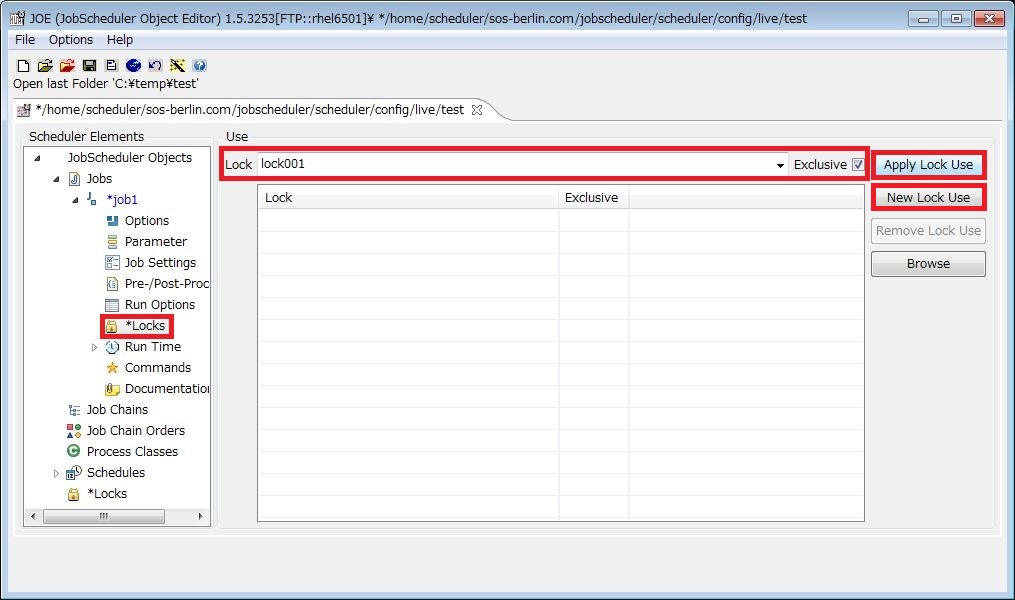 JOE (JobScheduler Object Editor) 1.5.3253[FTP::rhel6501]¥ */home/scheduler/sos-berlin.com/jobscheduler/scheduler/config/live/test
File Options Help
Open last Folder 'C:¥temp¥test'
*/home/scheduler/sos-berlin.com/jobscheduler/scheduler/config/live/test
Scheduler Elements
JobScheduler Objects
Jobs
*job1
Options
Parameter
Job Settings
Pre-/Post-Proc
Run Options
*Locks
Run Time
Commands
Documentation
Job Chains
Job Chain Orders
Process Classes
Schedules
*Locks
Use
Lock lock001 Exclusive
Lock Exclusive
Apply Lock Use
New Lock Use
Remove Lock Use
Browse